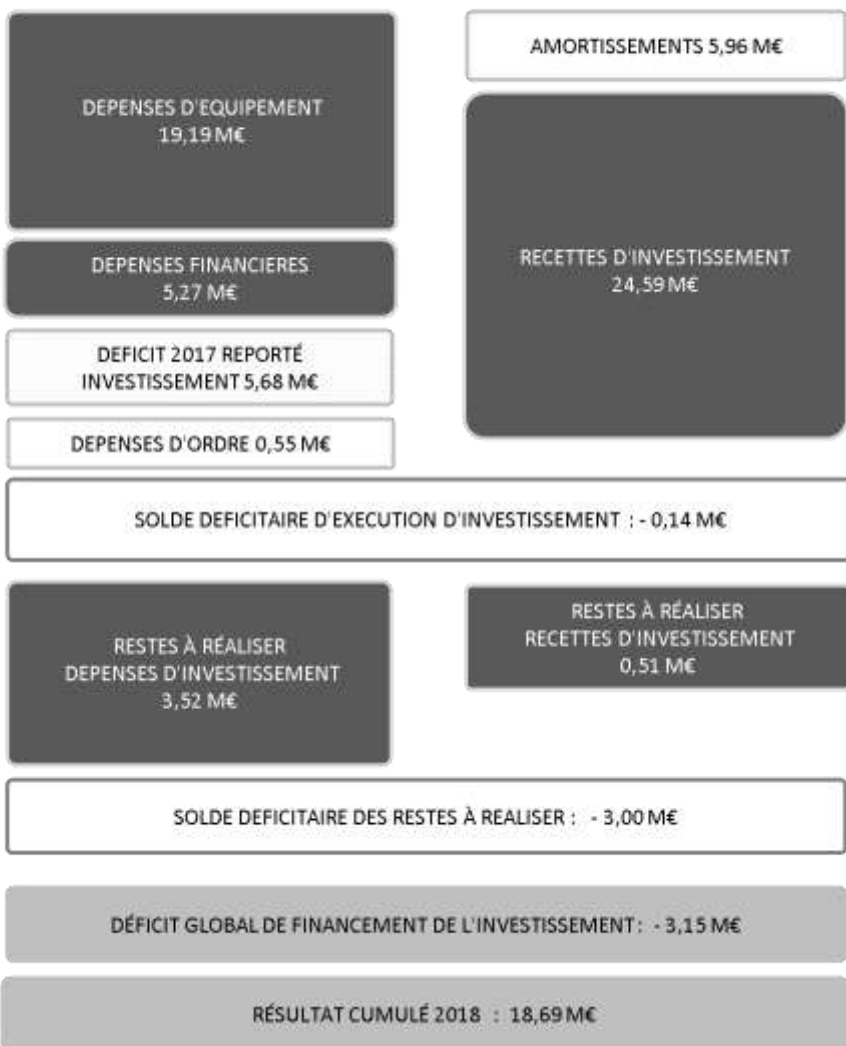 DEPENSES D'EQUIPEMENT
19,19 M€
DEPENSES FINANCIERES
5,27 M€
DEFICIT 2017 REPORTÉ
INVESTISSEMENT 5,68 M€
DEPENSES D'ORDRE 0,55 M€
AMORTISSEMENTS 5,96 M€
RECETTES D'INVESTISSEMENT
24,59 M€
SOLDE DEFICITAIRE D'EXECUTION D'INVESTISSEMENT : - 0,14 M€
RESTES À RÉALISER
DEPENSES D'INVESTISSEMENT
3,52 M€
RESTES À RÉALISER
RECETTES D'INVESTISSEMENT
0,51 M€
SOLDE DEFICITAIRE DES RESTES À REALISER : - 3,00 M€
DÉFICIT GLOBAL DE FINANCEMENT DE L'INVESTISSEMENT : - 3,15 M€
RÉSULTAT CUMULÉ 2018 : 18,69 M€